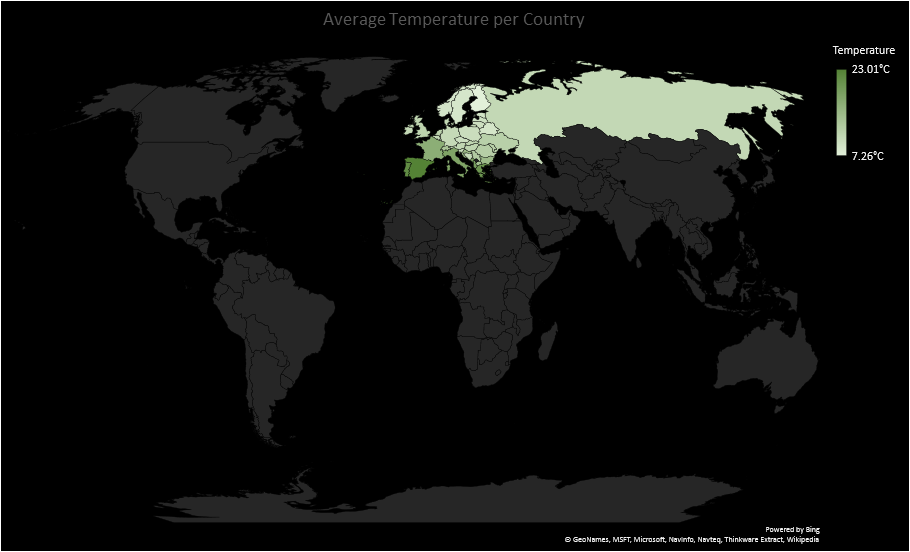 Average Temperature per Country
Temperature
23.01°C
7.26°C
Powered by Bing
© GeoNames, MSFT, Microsoft, NavInfo, Navteq, Thinkware Extract, Wikipedia